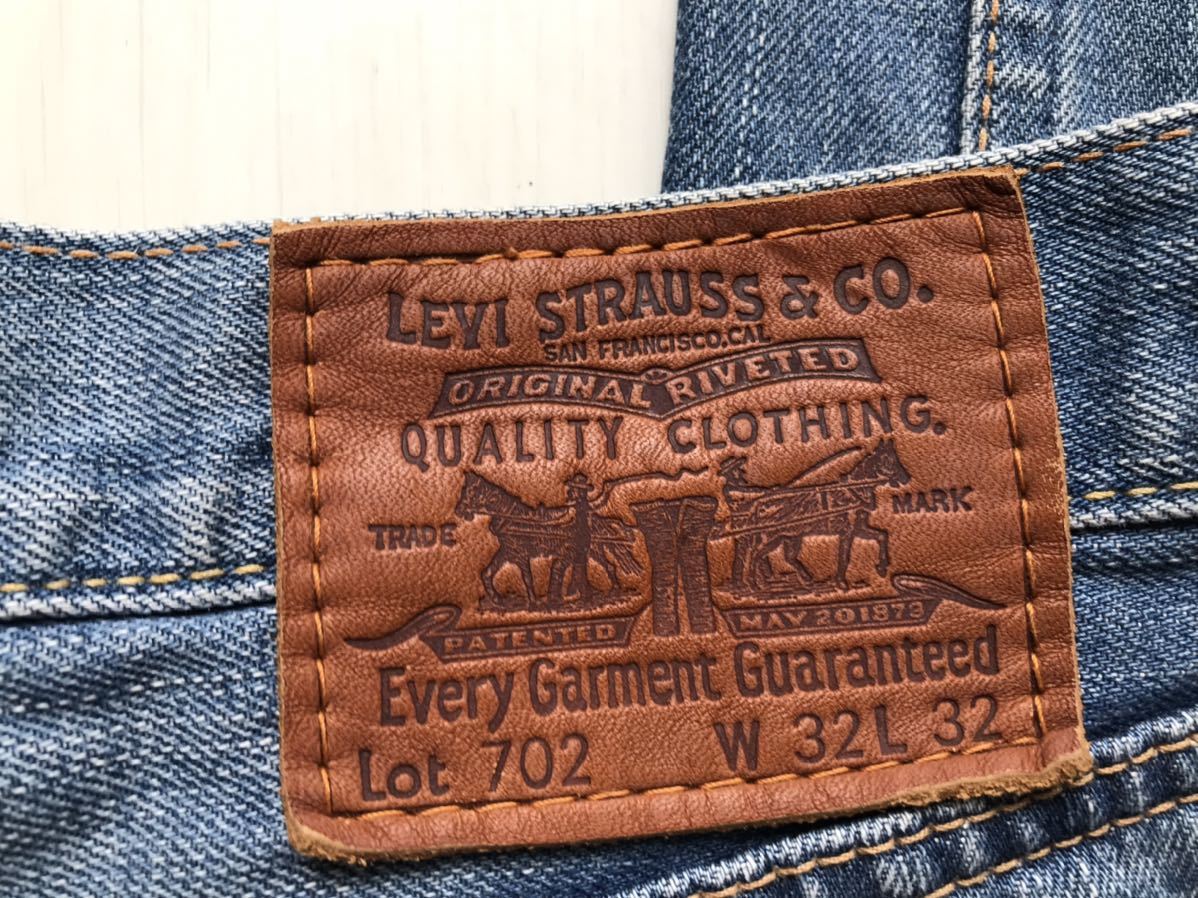 LEVI STRAUSS & CO.
SAN FRANCISCO, CAL
ORIGINAL RIVETED
QUALITY CLOTHING.
TRADE MARK
PATENTED MAY 20 1873
Every Garment Guaranteed
Lot 702 W 32 L 32